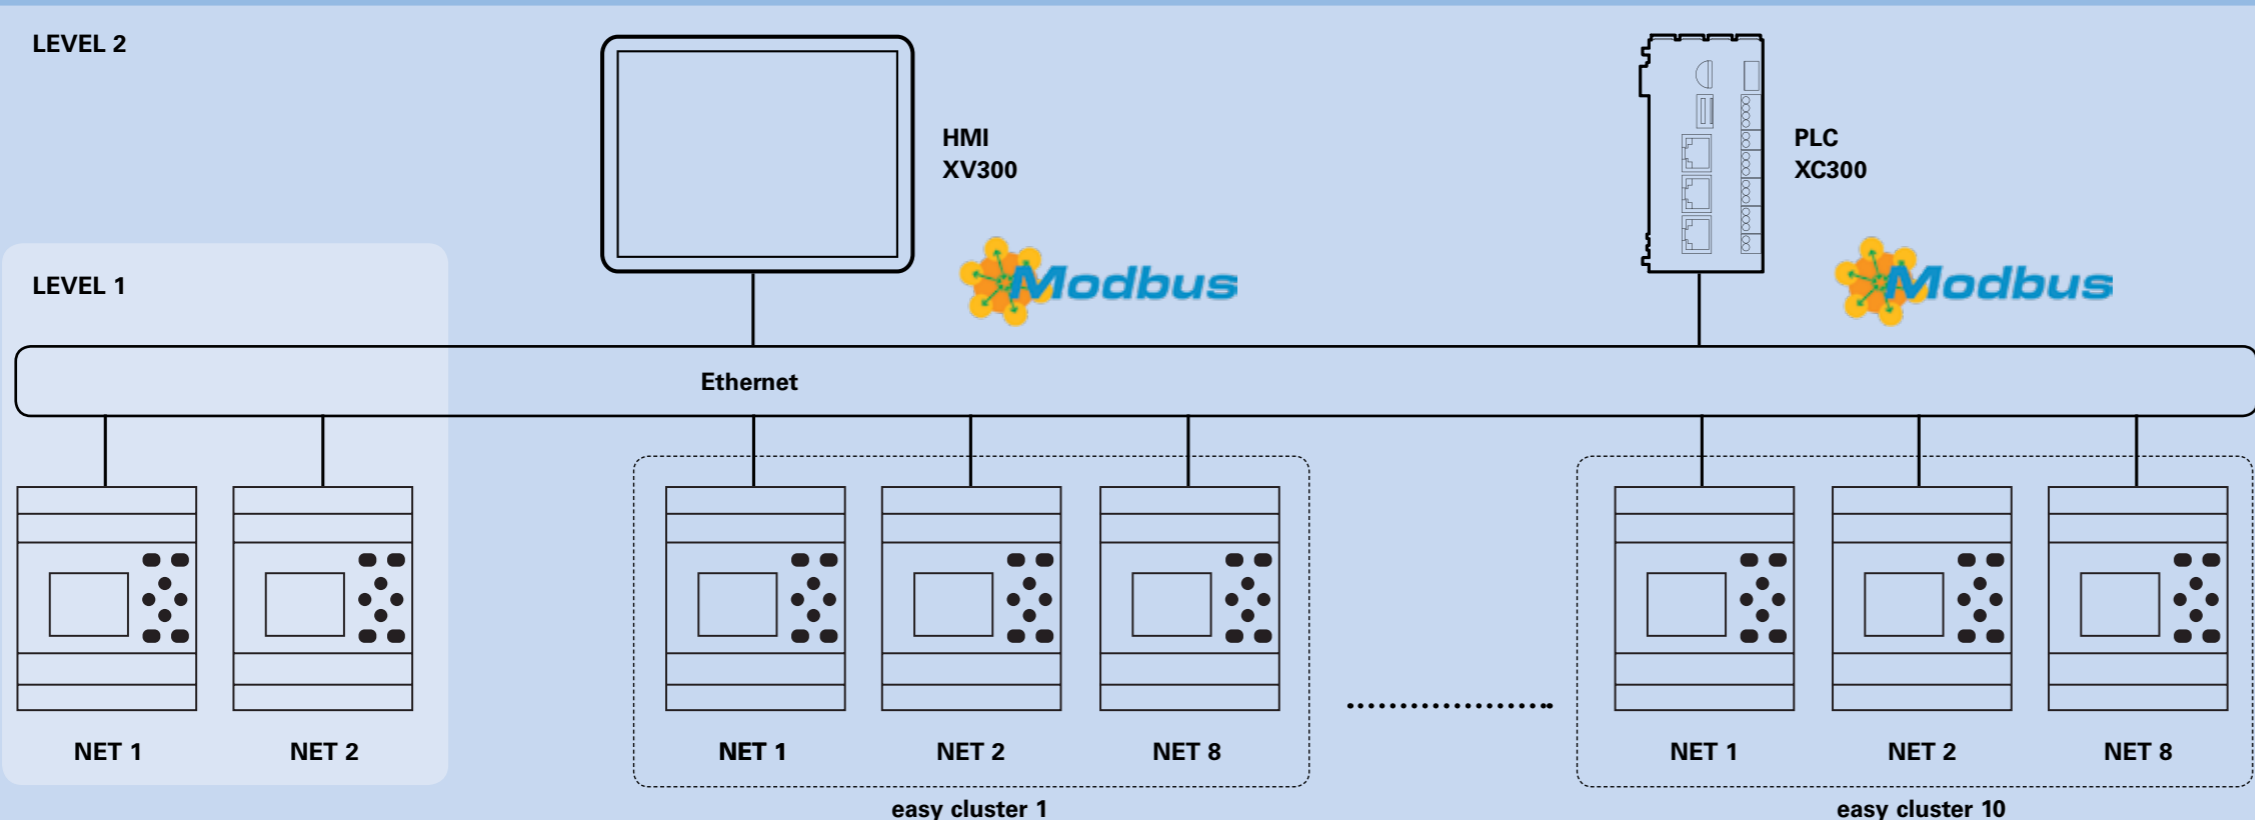 LEVEL 2
HMI
XV300
PLC
XC300
Modbus
Modbus
LEVEL 1
Ethernet
NET 1
NET 2
NET 1
NET 2
NET 8
NET 1
NET 2
NET 8
easy cluster 1
easy cluster 10